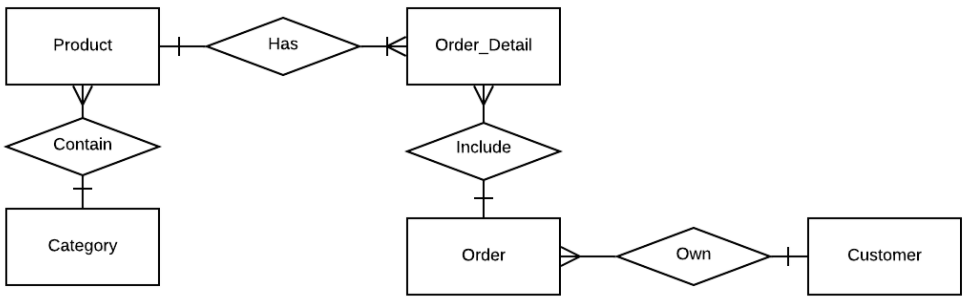 Product
Has
Order_Detail
Contain
Include
Category
Order
Own
Customer